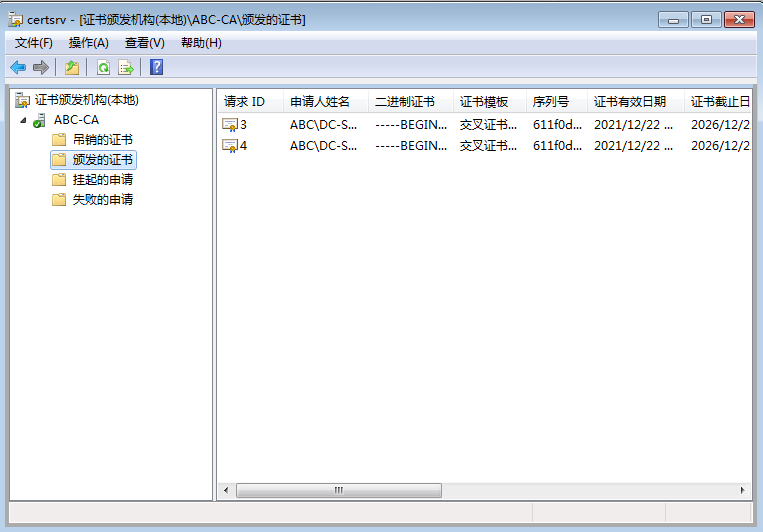 certsrv - [证书颁发机构(本地)\ABC-CA\颁发的证书]
文件(F) 操作(A) 查看(V) 帮助(H)
证书颁发机构(本地)
ABC-CA
吊销的证书
颁发的证书
挂起的申请
失败的申请
请求 ID 申请人姓名 二进制证书 证书模板 序列号 证书有效日期 证书截止日
3 ABC\DC-S... -----BEGIN... 交叉证书... 611f0d... 2021/12/22 ... 2026/12/2
4 ABC\DC-S... -----BEGIN... 交叉证书... 611f0d... 2021/12/22 ... 2026/12/2